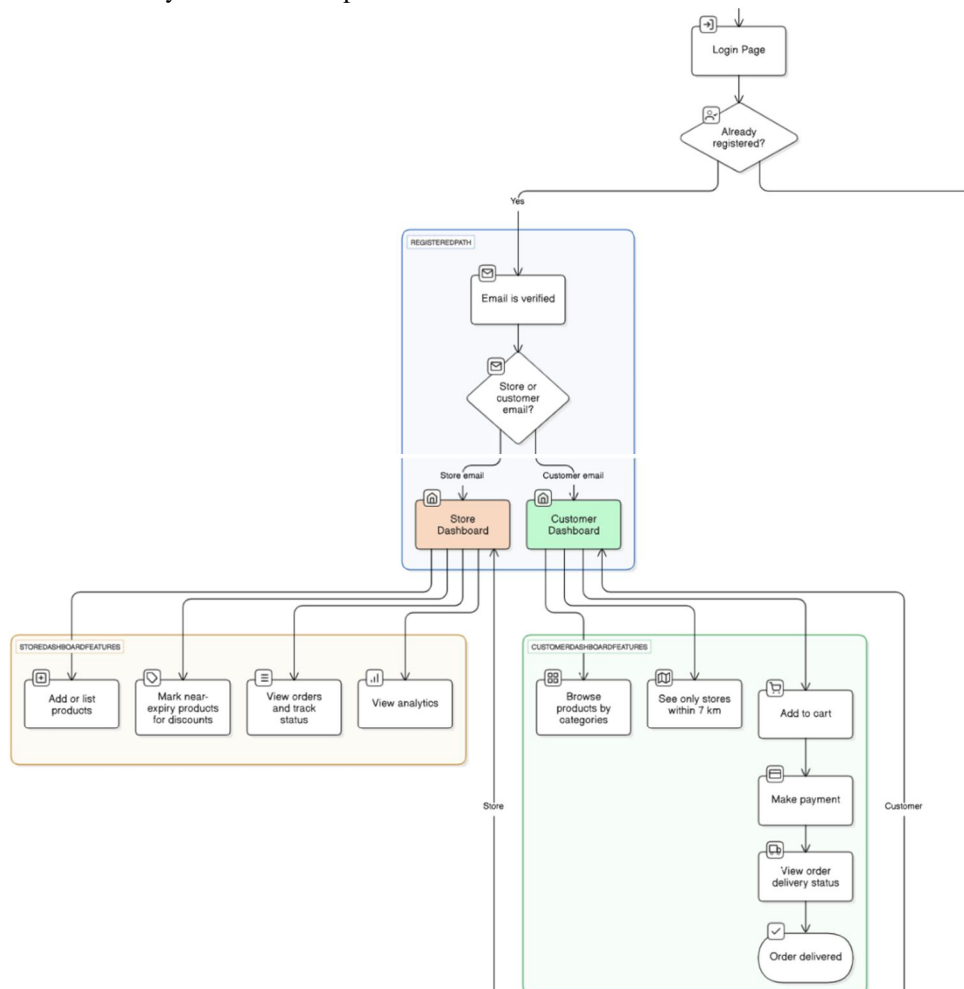 Login Page
Already
registered?
Yes
REGISTEREDPATH
Email is verified
Store or
customer
email?
Store email
Customer email
Store
Dashboard
Customer
Dashboard
STOREDASHBOARDFEATURES
Add or list
products
Mark near-
expiry products
for discounts
View orders
and track
status
View analytics
CUSTOMERDASHBOARDFEATURES
Browse
products by
categories
See only stores
within 7 km
Add to cart
Make payment
View order
delivery status
Order delivered
Store
Customer